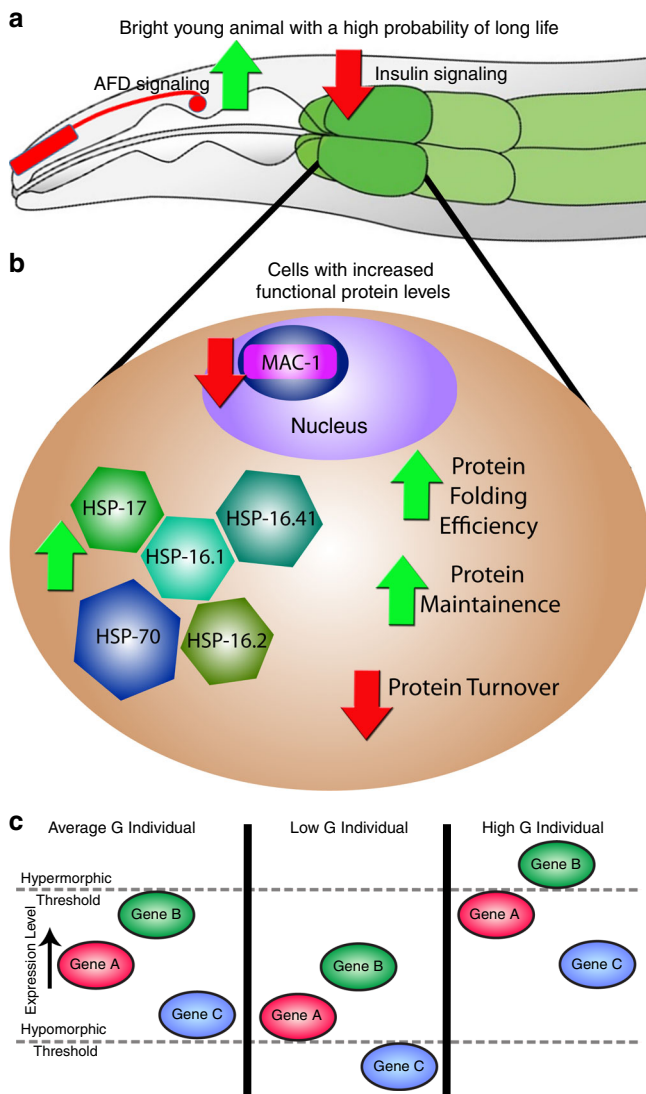 a
Bright young animal with a high probability of long life
AFD signaling
Insulin signaling
b
Cells with increased
functional protein levels
MAC-1
Nucleus
Protein
Folding
Efficiency
HSP-17
HSP-16.41
HSP-16.1
Protein
Maintainence
HSP-70
HSP-16.2
Protein Turnover
c
Average G Individual
Low G Individual
High G Individual
Hypermorphic
Threshold
Expression Level
Gene B
Gene A
Gene C
Gene B
Gene A
Gene C
Gene B
Gene A
Gene C
Hypomorphic
Threshold